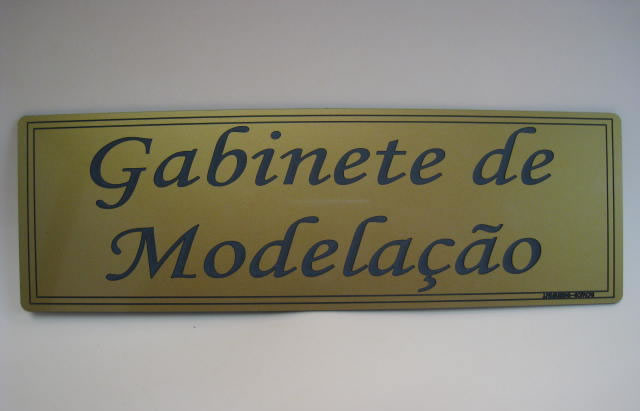 Gabinete de
Modelação